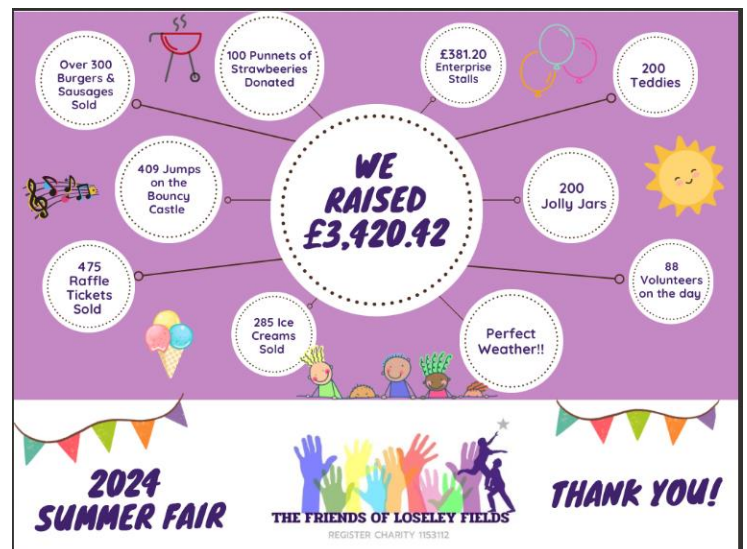 Over 300
Burgers &
Sausages
Sold
100 Punnets of
Strawbeeries
Donated
£381.20
Enterprise
Stalls
200
Teddies
409 Jumps
on the
Bouncy
Castle
WE
RAISED
£3,420.42
200
Jolly Jars
475
Raffle
Tickets
Sold
285 Ice
Creams
Sold
Perfect
Weather!!
88
Volunteers
on the day
2024
SUMMER FAIR
THE FRIENDS OF LOSELEY FIELDS
REGISTER CHARITY 1153112
THANK YOU!